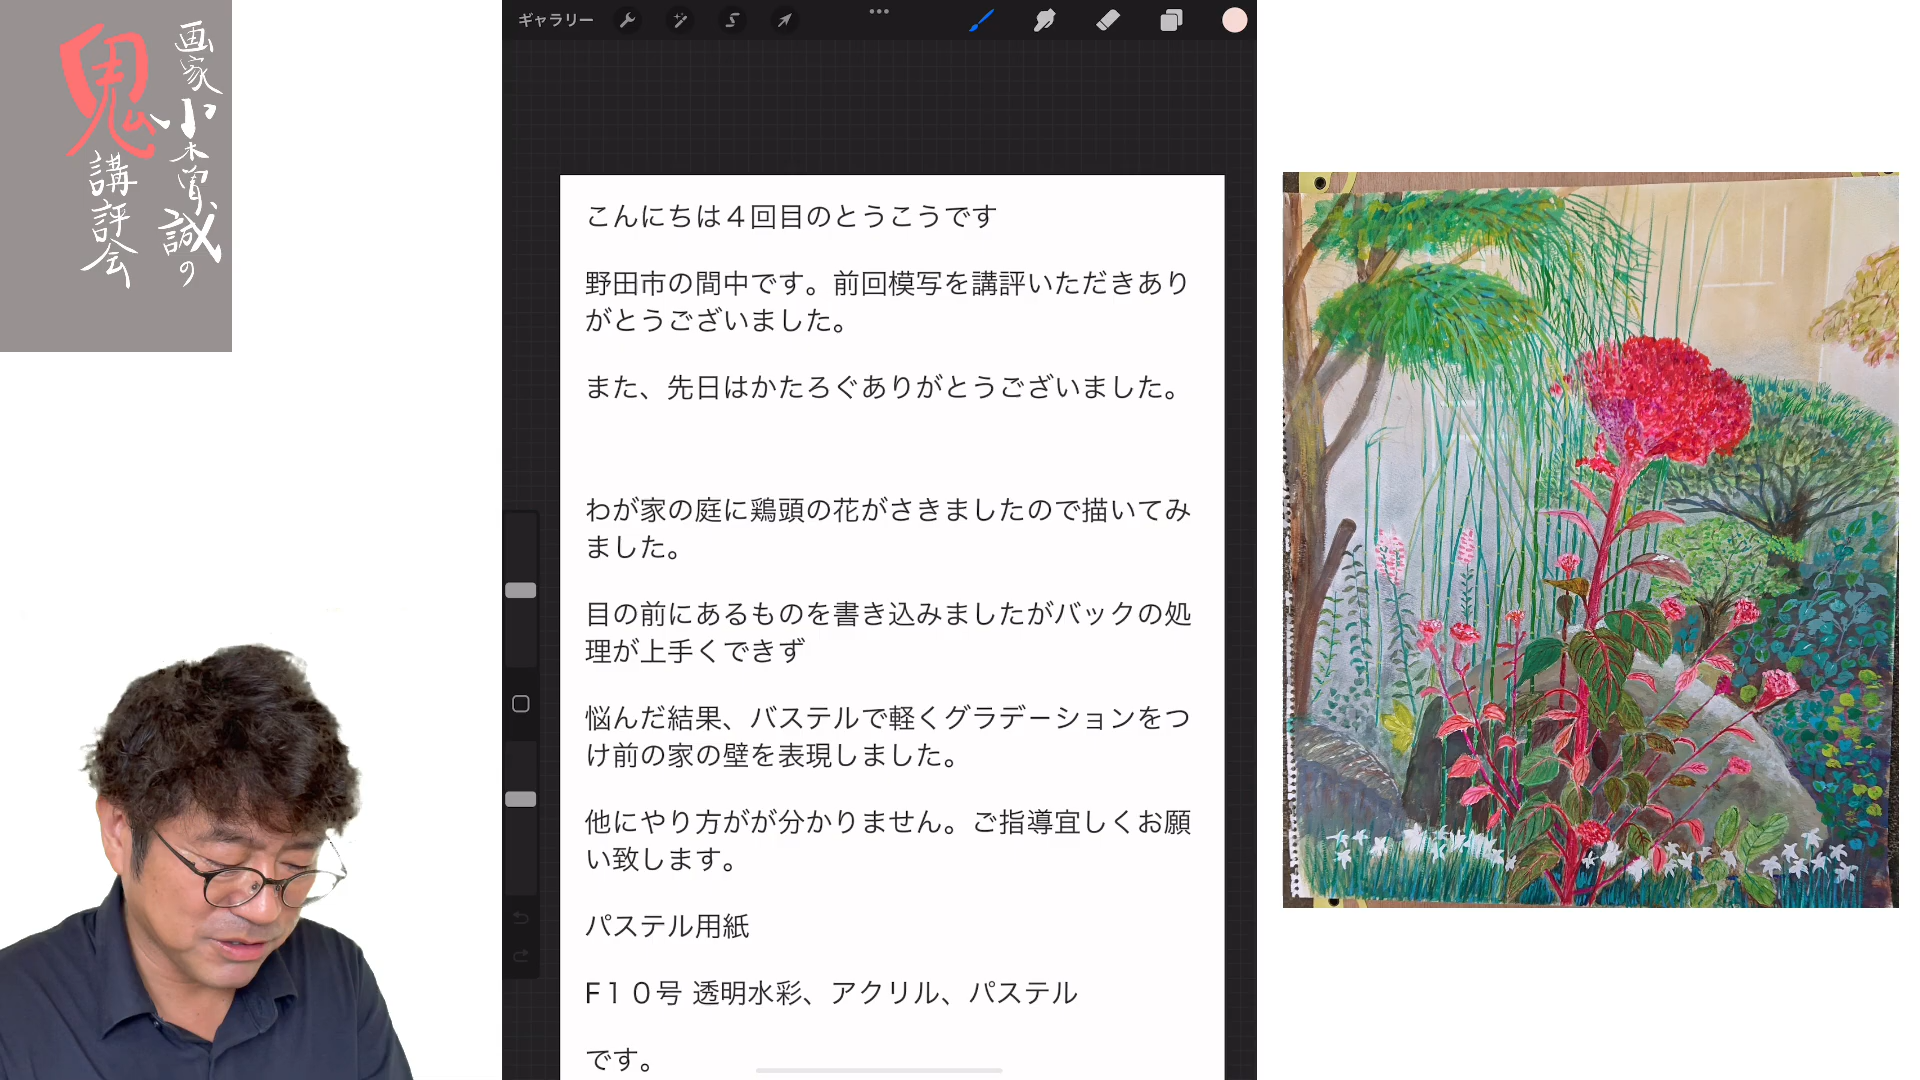 画家小木曽誠の
鬼
講評会
ギャラリー
こんにちは４回目のとうこうです
野田市の間中です。前回模写を講評いただきあり
がとうございました。
また、先日はかたろぐありがとうございました。
わが家の庭に鶏頭の花がさきましたので描いてみ
ました。
目の前にあるものを書き込みましたがバックの処
理が上手くできず
悩んだ結果、バステルで軽くグラデーションをつ
け前の家の壁を表現しました。
他にやり方がが分かりません。ご指導宜しくお願
い致します。
パステル用紙
F１０号 透明水彩、アクリル、パステル
です。